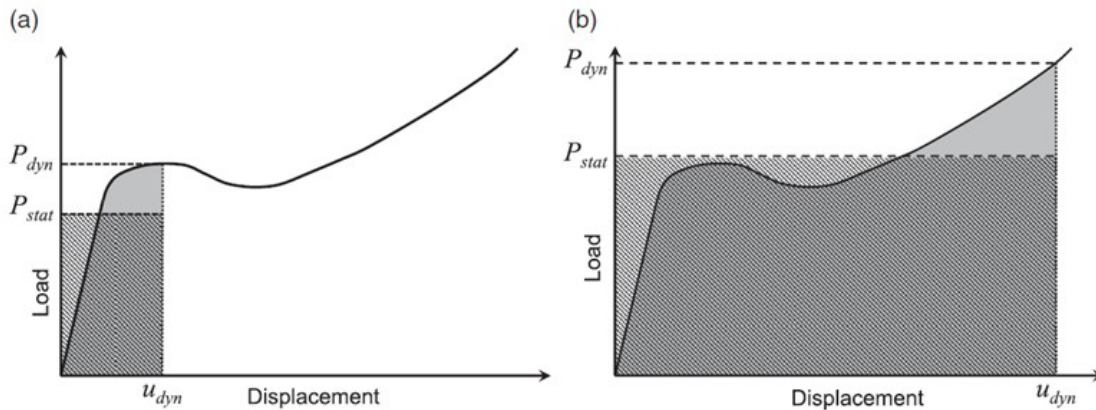 (a)
P_dyn
P_stat
Load
u_dyn
Displacement
(b)
P_dyn
P_stat
Load
Displacement
u_dyn